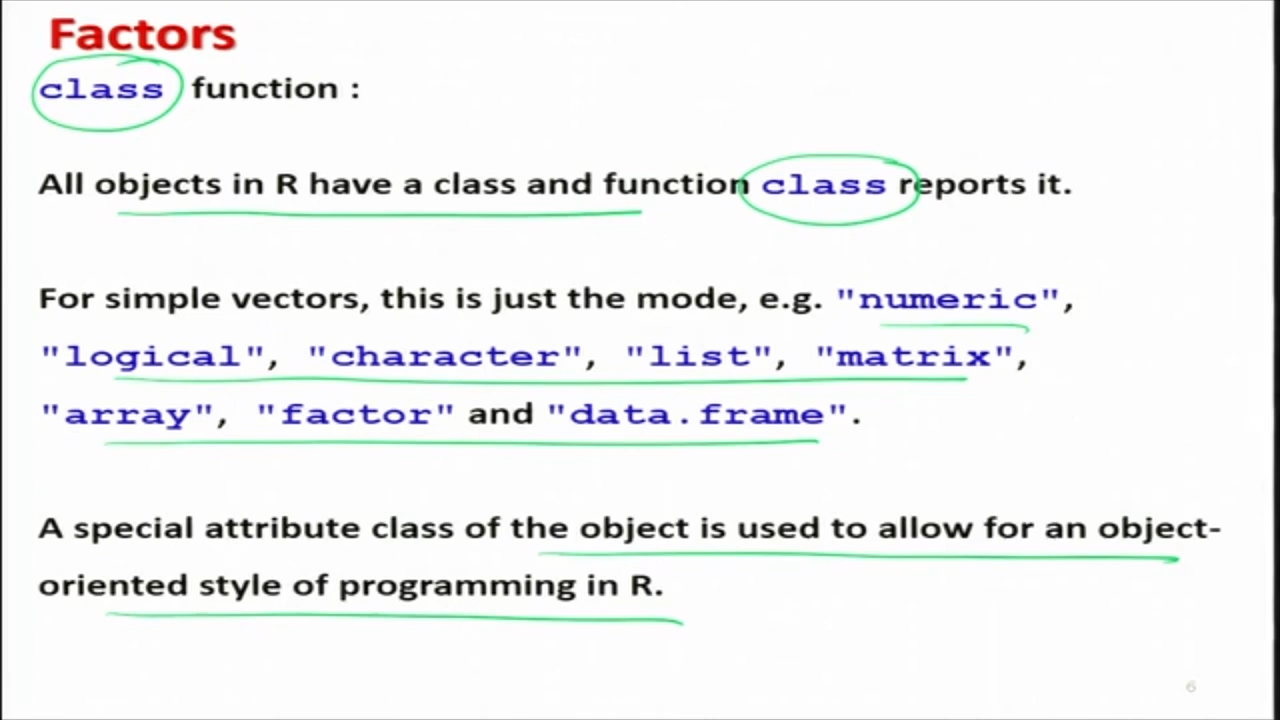 Factors
class function :
All objects in R have a class and function class reports it.
For simple vectors, this is just the mode, e.g. "numeric",
"logical", "character", "list", "matrix",
"array", "factor" and "data.frame".
A special attribute class of the object is used to allow for an object-
oriented style of programming in R.
6